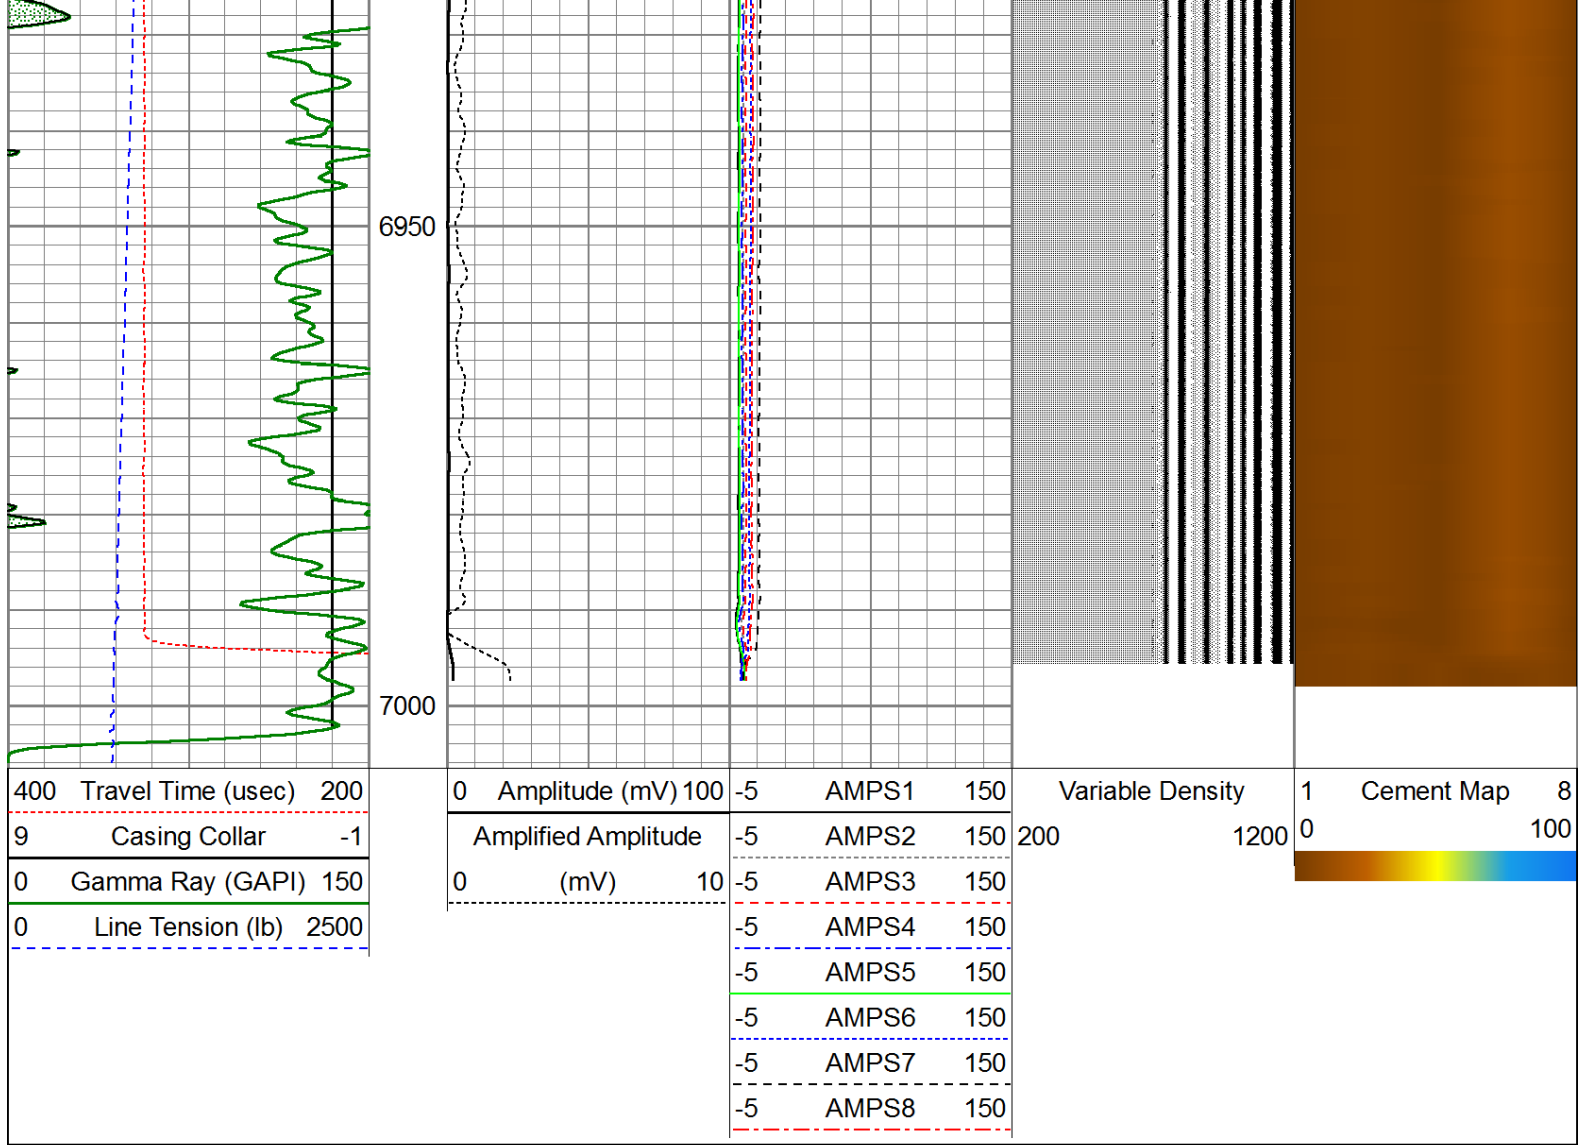 6950
7000
400 Travel Time (usec) 200
9 Casing Collar -1
0 Gamma Ray (GAPI) 150
0 Line Tension (lb) 2500
0 Amplitude (mV) 100
Amplified Amplitude
0 (mV) 10
-5 AMPS1 150
-5 AMPS2 150
-5 AMPS3 150
-5 AMPS4 150
-5 AMPS5 150
-5 AMPS6 150
-5 AMPS7 150
-5 AMPS8 150
Variable Density
200 1200
1 Cement Map 8
0 100